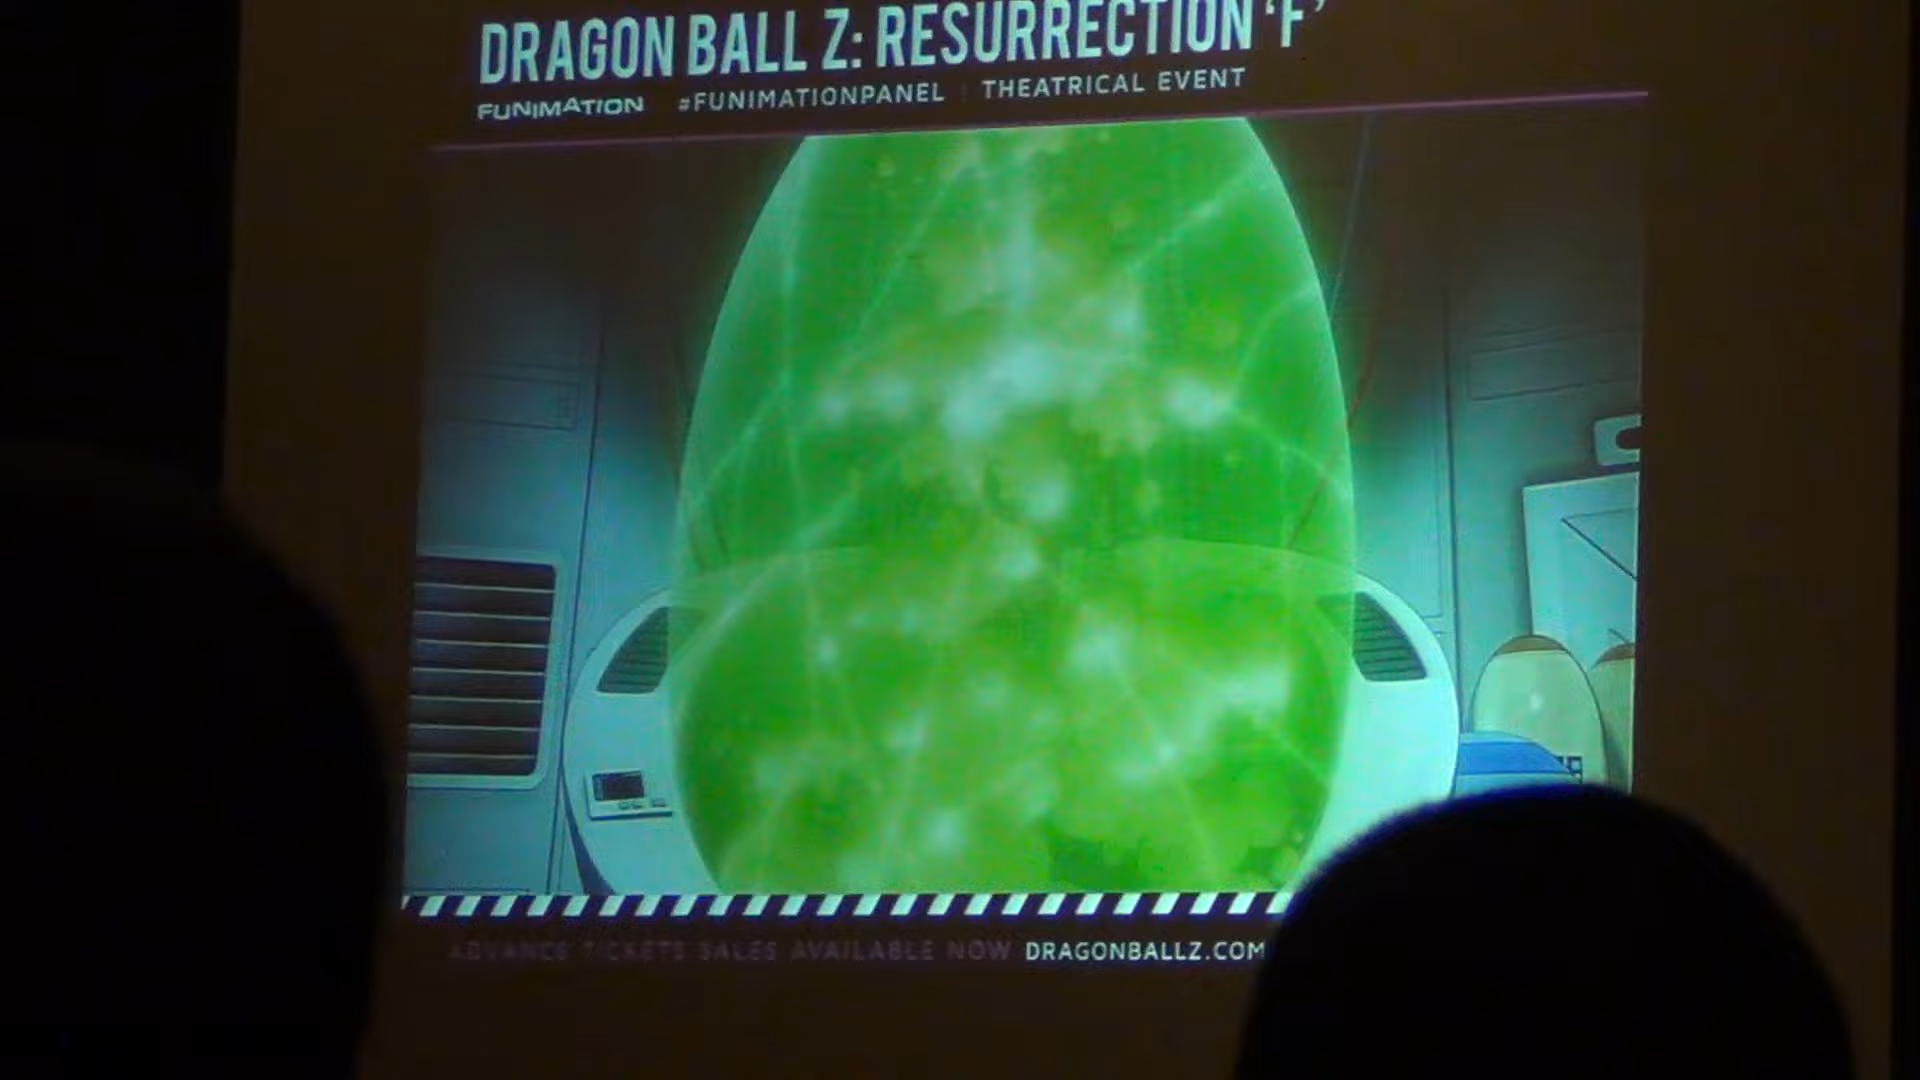 DRAGON BALL Z: RESURRECTION 'F'
FUNIMATION #FUNIMATIONPANEL | THEATRICAL EVENT
ADVANCE TICKETS SALES AVAILABLE NOW DRAGONBALLZ.COM